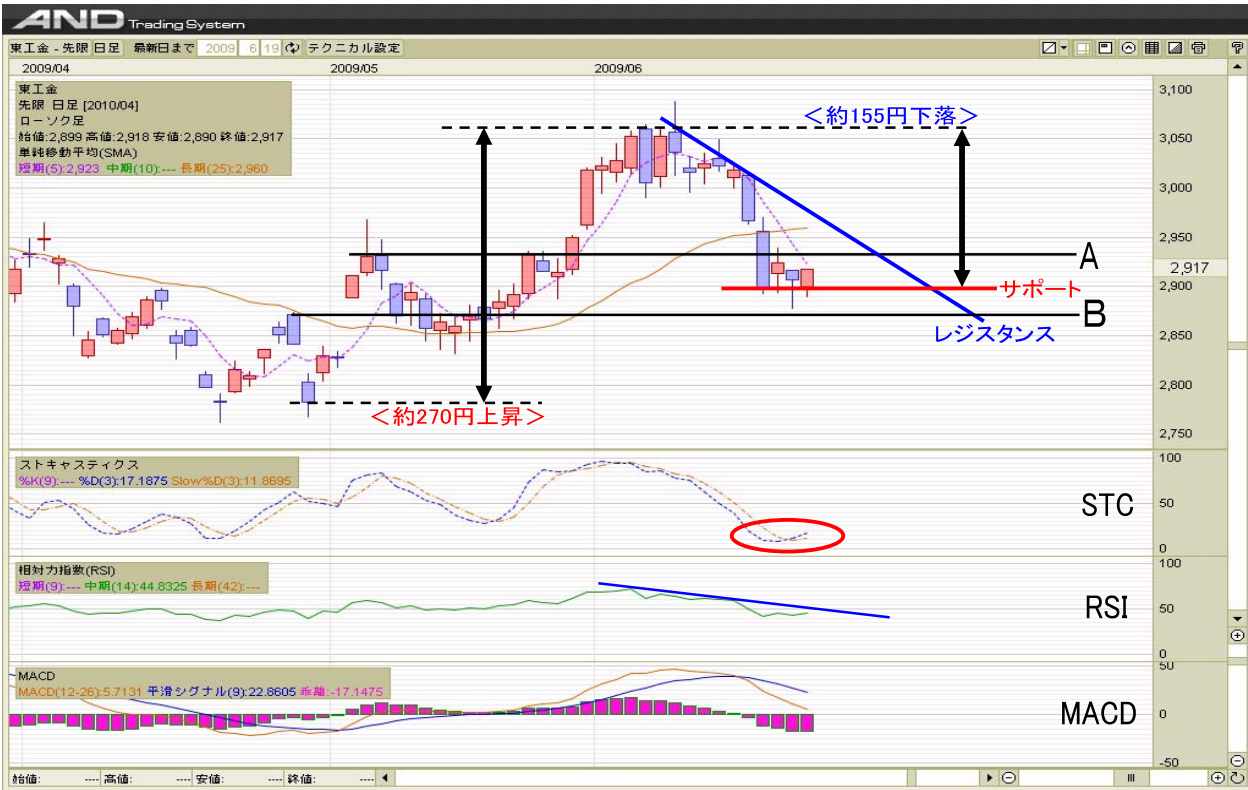 AND Trading System
東工金 - 先限 日足 最新日まで 2009 6 19 テクニカル設定
2009/04 2009/05 2009/06
東工金
先限 日足 [2010/04]
ローソク足
始値:2,899 高値:2,918 安値:2,890 終値:2,917
単純移動平均(SMA)
短期(5):2,923 中期(10):--- 長期(25):2,960
＜約155円下落＞
3,100
3,050
3,000
2,950
A
2,917
2,900
サポート
B
レジスタンス
2,850
2,800
＜約270円上昇＞
2,750
ストキャスティクス
%K(9):--- %D(3):17.1875 Slow%D(3):11.8695
100
STC
50
0
相対力指数(RSI)
短期(9):--- 中期(14):44.8325 長期(42):---
100
RSI
50
0
MACD
MACD(12-26):5.7131 平滑シグナル(9):22.8605 乖離:-17.1475
50
MACD
0
-50
始値: ---- 高値: ---- 安値: ---- 終値: ----